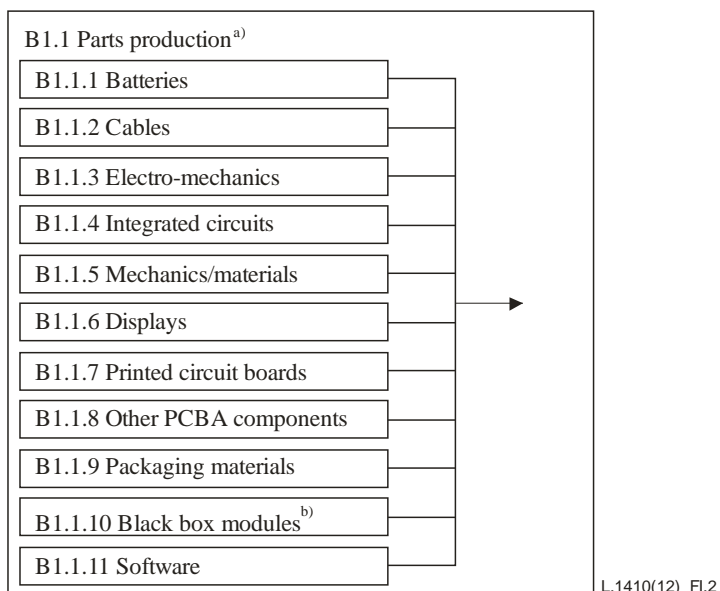 B1.1 Parts production a)
B1.1.1 Batteries
B1.1.2 Cables
B1.1.3 Electro-mechanics
B1.1.4 Integrated circuits
B1.1.5 Mechanics/materials
B1.1.6 Displays
B1.1.7 Printed circuit boards
B1.1.8 Other PCBA components
B1.1.9 Packaging materials
B1.1.10 Black box modules b)
B1.1.11 Software
L.1410(12)_FI.2